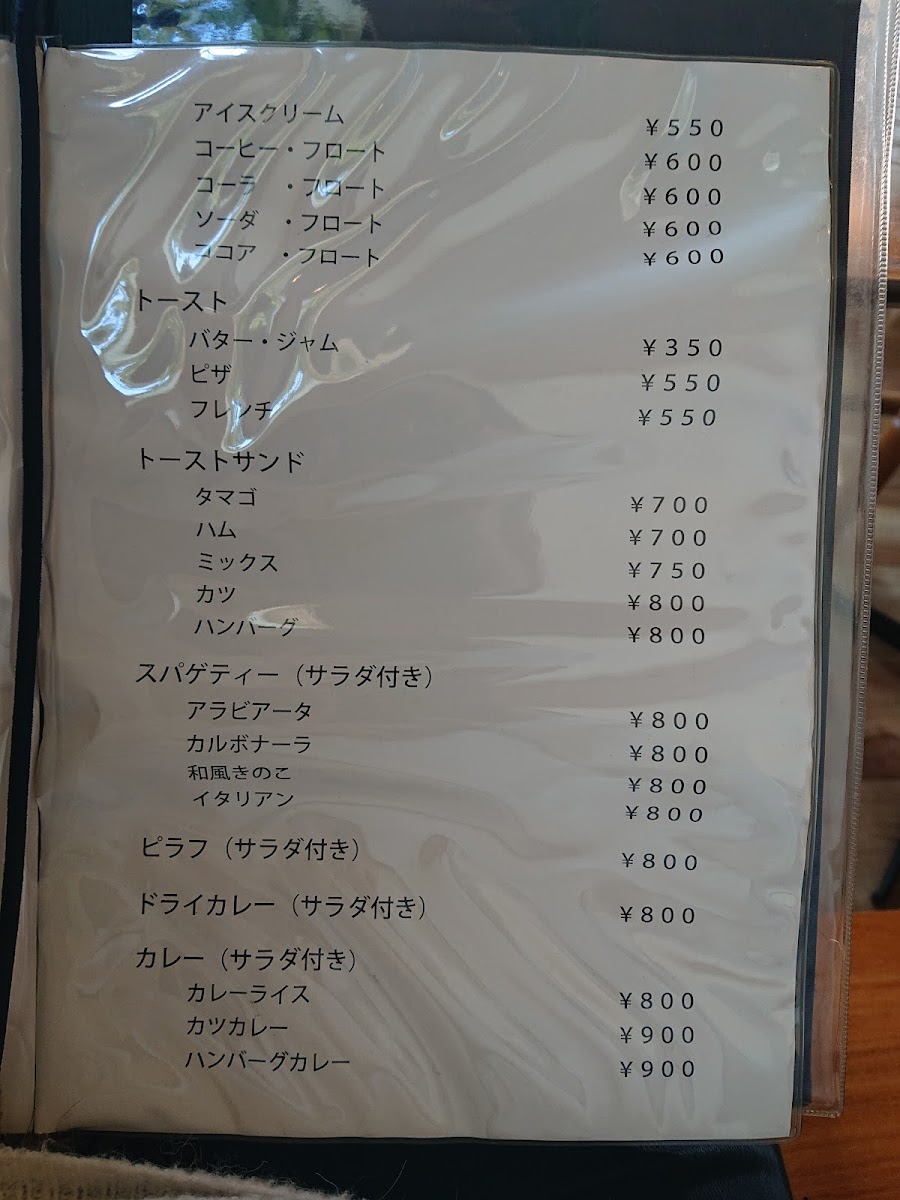 アイスクリーム ￥550
コーヒー・フロート ￥600
コーラ ・フロート ￥600
ソーダ ・フロート ￥600
ココア ・フロート ￥600
トースト
バター・ジャム ￥350
ピザ ￥550
フレンチ ￥550
トーストサンド
タマゴ ￥700
ハム ￥700
ミックス ￥750
カツ ￥800
ハンバーグ ￥800
スパゲティー（サラダ付き）
アラビアータ ￥800
カルボナーラ ￥800
和風きのこ ￥800
イタリアン ￥800
ピラフ（サラダ付き） ￥800
ドライカレー（サラダ付き） ￥800
カレー（サラダ付き）
カレーライス ￥800
カツカレー ￥900
ハンバーグカレー ￥900